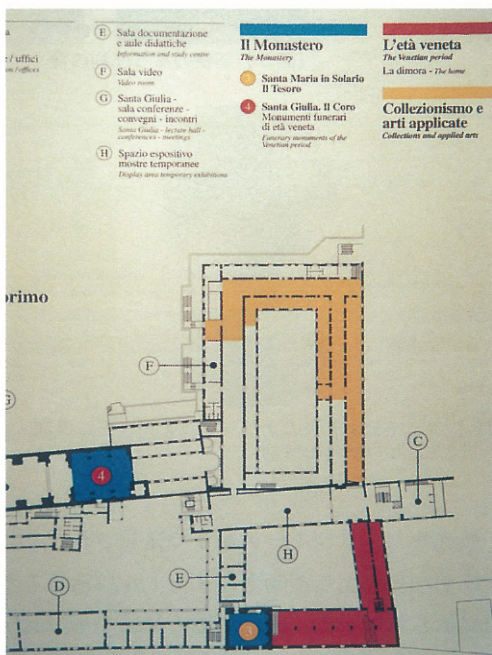 a
e / uffici
on / offices
E Sala documentazione
e aule didattiche
Information and study centre
F Sala video
Video room
G Santa Giulia -
sala conferenze -
convegni - incontri
Santa Giulia - lecture hall -
conferences - meetings
H Spazio espositivo
mostre temporanee
Display area temporary exhibitions
Il Monastero
The Monastery
3 Santa Maria in Solario
Il Tesoro
4 Santa Giulia. Il Coro
Monumenti funerari
di età veneta
Funerary monuments of the
Venetian period
L'età veneta
The Venetian period
La dimora - The home
Collezionismo e
arti applicate
Collections and applied arts
primo
F
G
4
C
H
E
D
3